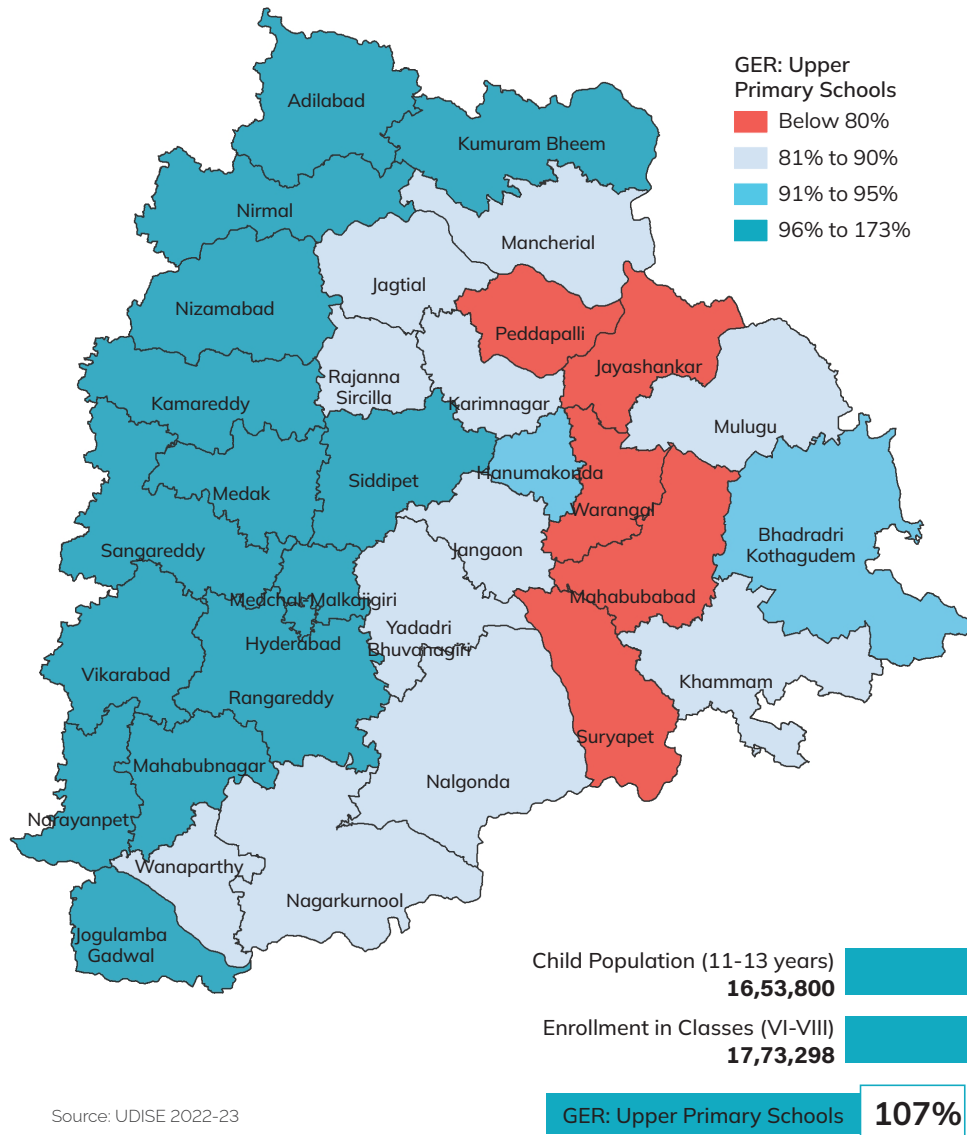 GER: Upper
Primary Schools
Below 80%
81% to 90%
91% to 95%
96% to 173%
Adilabad
Kumuram Bheem
Nirmal
Mancherial
Jagtial
Nizamabad
Peddapalli
Jayashankar
Rajanna
Sircilla
Kamareddy
Karimnagar
Mulugu
Hanumakonda
Siddipet
Medak
Warangal
Bhadradri
Kothagudem
Sangareddy
Jangaon
Medchal-Malkajigiri
Mahabubabad
Yadadri
Bhuvanagiri
Hyderabad
Vikarabad
Khammam
Rangareddy
Suryapet
Mahabubnagar
Nalgonda
Narayanpet
Wanaparthy
Nagarkurnool
Jogulamba
Gadwal
Child Population (11-13 years)
16,53,800
Enrollment in Classes (VI-VIII)
17,73,298
GER: Upper Primary Schools 107%
Source: UDISE 2022-23